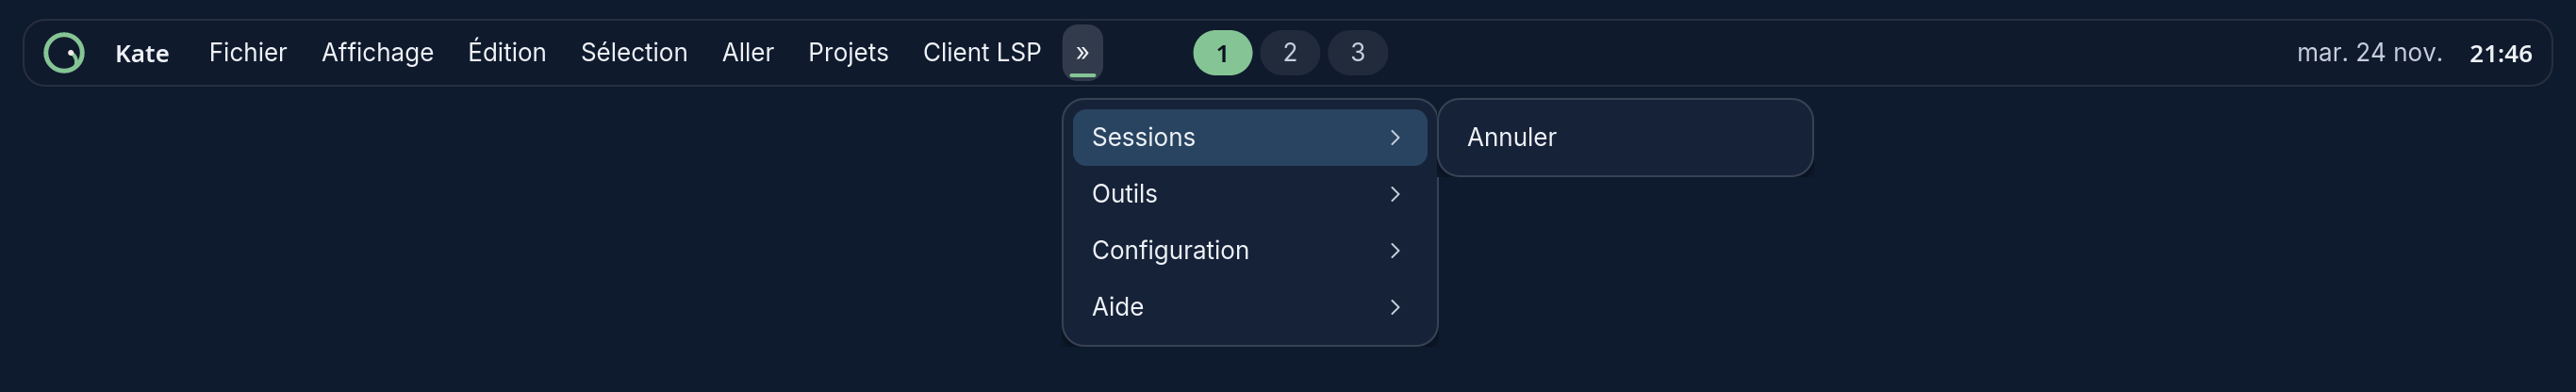 Kate Fichier Affichage Édition Sélection Aller Projets Client LSP » 1 2 3 mar. 24 nov. 21:46
Sessions Annuler
Outils
Configuration
Aide